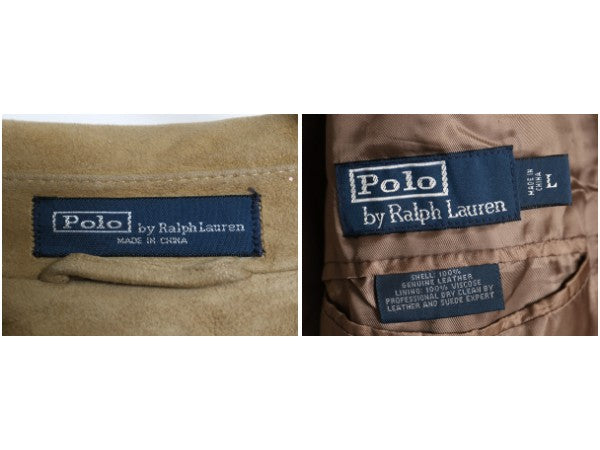 Polo by Ralph Lauren
MADE IN CHINA
Polo
by Ralph Lauren
MADE IN
CHINA
L
SHELL: 100%
GENUINE LEATHER
LINING: 100% VISCOSE
PROFESSIONAL DRY CLEAN BY
LEATHER AND SUEDE EXPERT